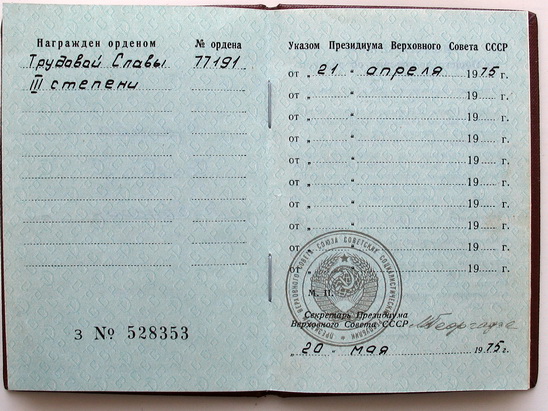 Награжден орденом
Трудовой Славы
III степени
№ ордена
77191
З № 528353
Указом Президиума Верховного Совета СССР
от „ 21 “ апреля 1975 г.
от „ “ 19 г.
от „ “ 19 г.
от „ “ 19 г.
от „ “ 19 г.
от „ “ 19 г.
от „ “ 19 г.
от „ “ 19 г.
от „ “ 19 г.
от „ “ 19 г.
М. П.
Секретарь Президиума
Верховного Совета СССР
МГеоргадзе
„ 20 “ мая 1975 г.